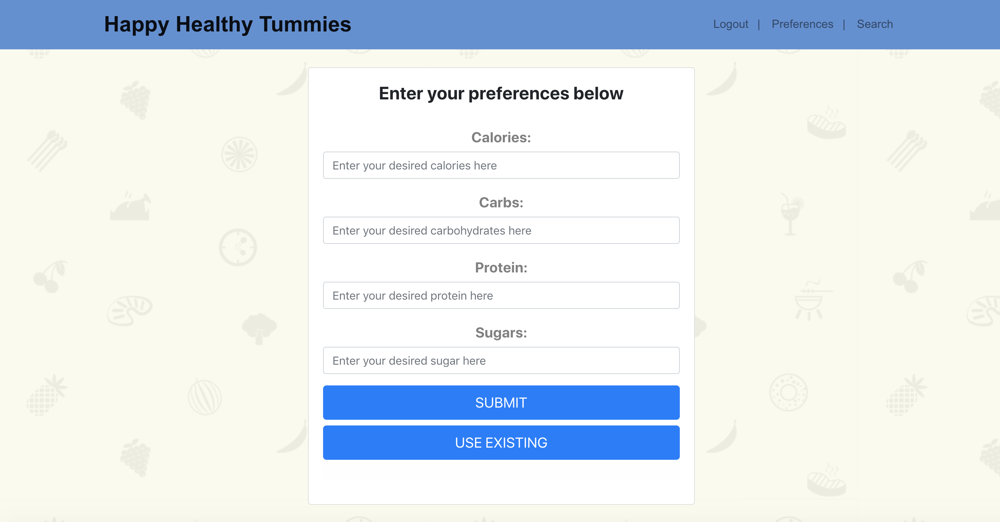 Happy Healthy Tummies
Logout | Preferences | Search
Enter your preferences below
Calories:
Enter your desired calories here
Carbs:
Enter your desired carbohydrates here
Protein:
Enter your desired protein here
Sugars:
Enter your desired sugar here
SUBMIT
USE EXISTING